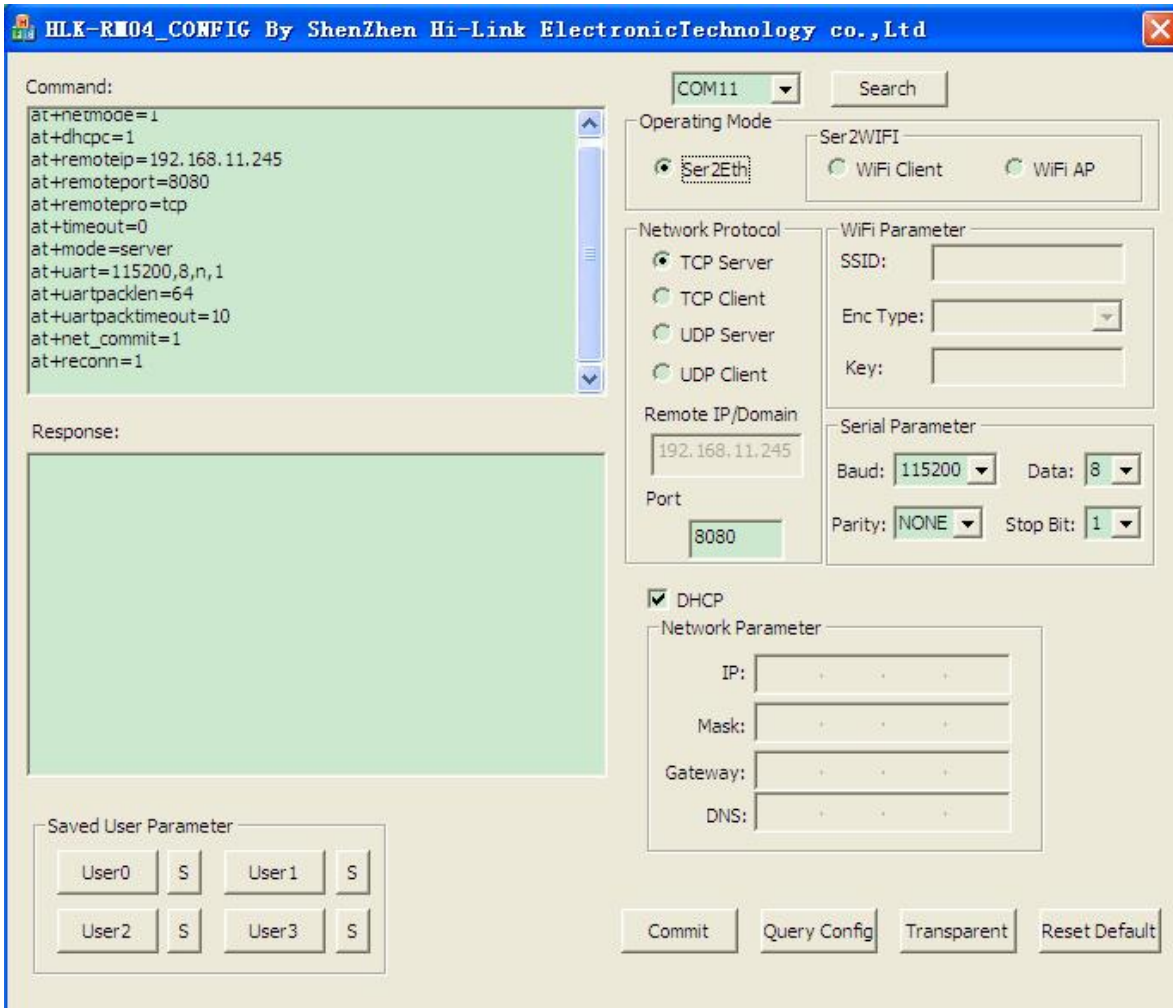 HLK-RM04_CONFIG By ShenZhen Hi-Link ElectronicTechnology co.,Ltd
Command:
at+netmode=1
at+dhcpc=1
at+remoteip=192.168.11.245
at+remoteport=8080
at+remotepro=tcp
at+timeout=0
at+mode=server
at+uart=115200,8,n,1
at+uartpacklen=64
at+uartpacktimeout=10
at+net_commit=1
at+reconn=1
Response:
Saved User Parameter
User0 S User1 S
User2 S User3 S
COM11 Search
Operating Mode
Ser2Eth
Ser2WIFI
WiFi Client WiFi AP
Network Protocol
TCP Server
TCP Client
UDP Server
UDP Client
Remote IP/Domain
192.168.11.245
Port
8080
WiFi Parameter
SSID:
Enc Type:
Key:
Serial Parameter
Baud: 115200 Data: 8
Parity: NONE Stop Bit: 1
DHCP
Network Parameter
IP:
Mask:
Gateway:
DNS:
Commit Query Config Transparent Reset Default